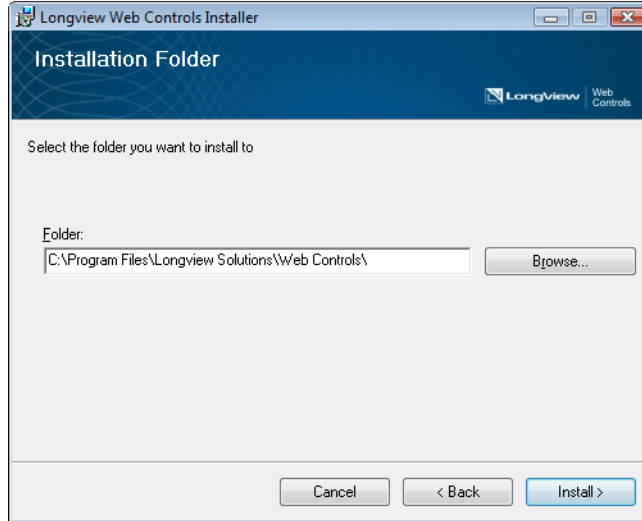 Longview Web Controls Installer
Installation Folder
LongView Web
Controls
Select the folder you want to install to
Folder:
C:\Program Files\Longview Solutions\Web Controls\
Browse...
Cancel
< Back
Install >